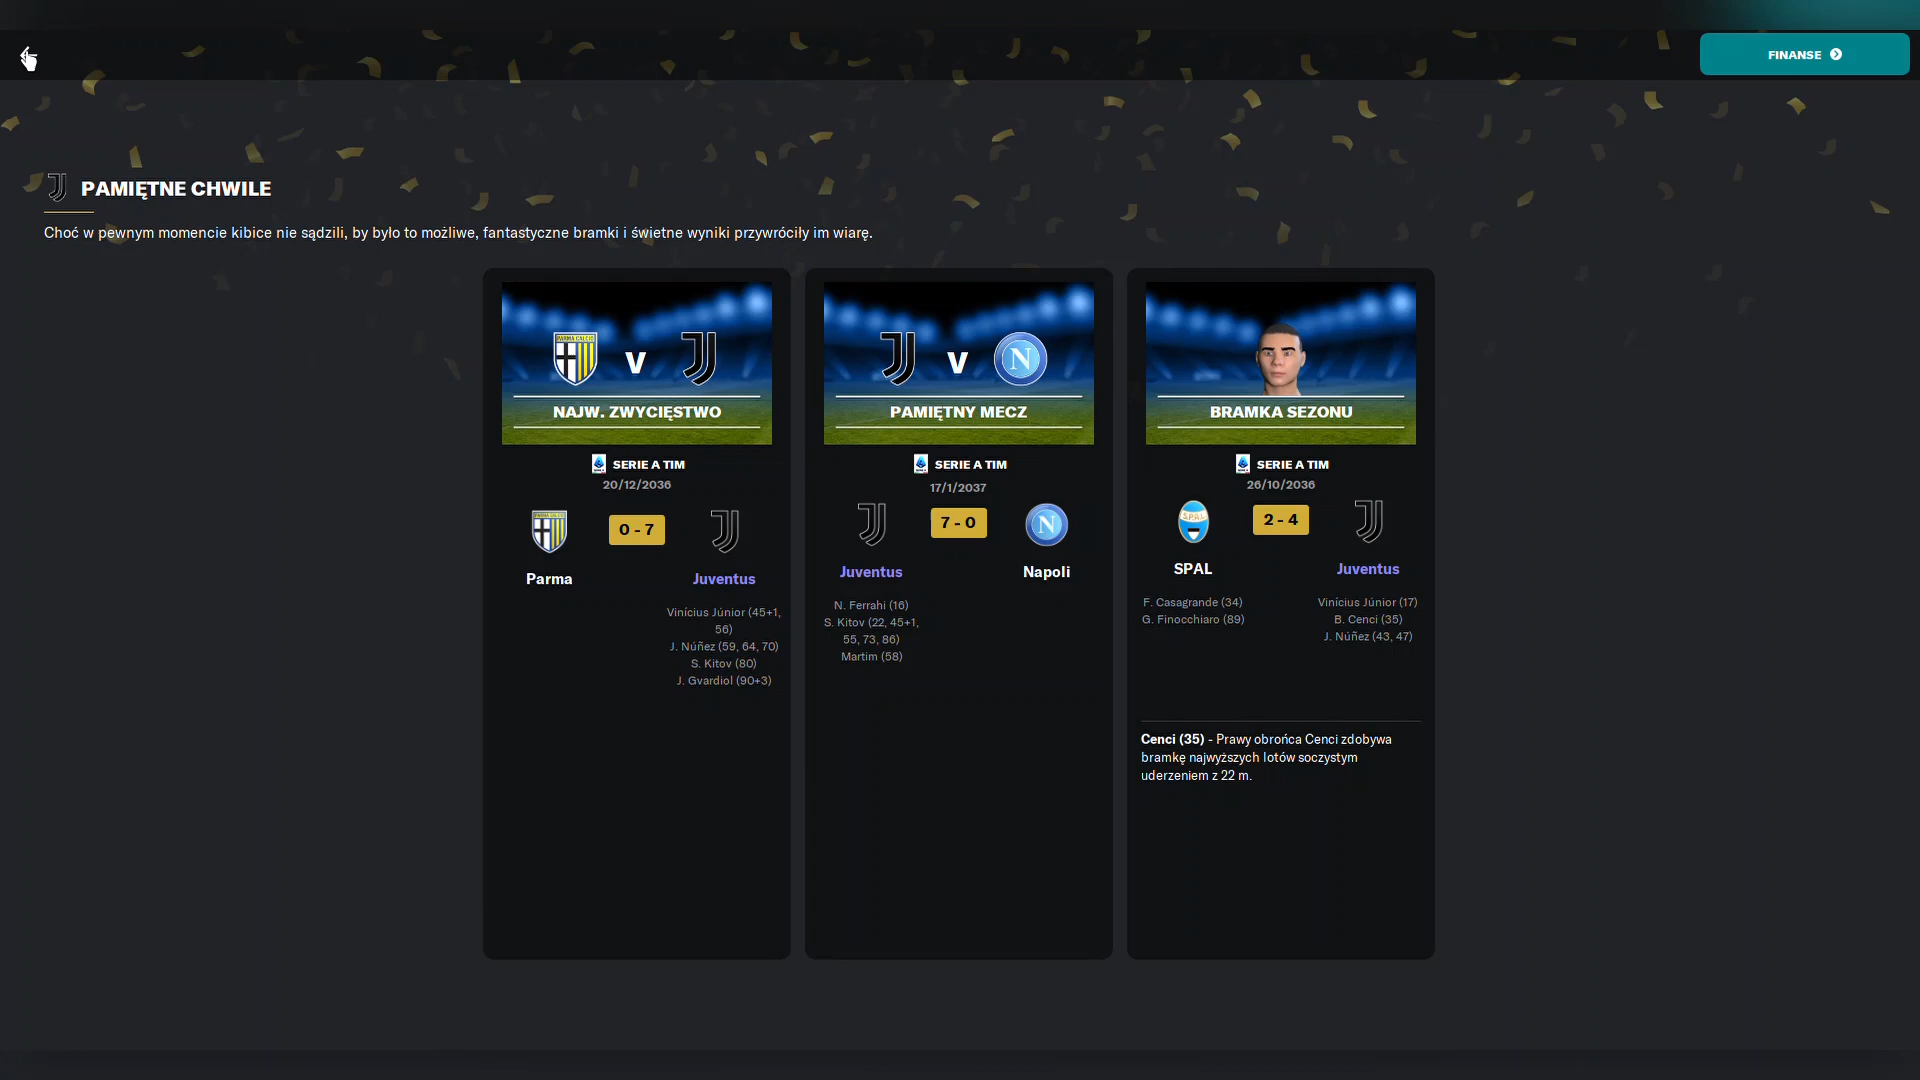 FINANSE
PAMIĘTNE CHWILE
Choć w pewnym momencie kibice nie sądzili, by było to możliwe, fantastyczne bramki i świetne wyniki przywróciły im wiarę.
PARMA CALCIO
V
NAJW. ZWYCIĘSTWO
SERIE A TIM
20/12/2036
0 - 7
Parma
Juventus
Vinícius Júnior (45+1,
56)
J. Núñez (59, 64, 70)
S. Kitov (80)
J. Gvardiol (90+3)
V
N
PAMIĘTNY MECZ
SERIE A TIM
17/1/2037
7 - 0
N
Juventus
Napoli
N. Ferrahi (16)
S. Kitov (22, 45+1,
55, 73, 86)
Martim (58)
BRAMKA SEZONU
SERIE A TIM
26/10/2036
S.P.A.L.
2 - 4
SPAL
Juventus
F. Casagrande (34)
G. Finocchiaro (89)
Vinícius Júnior (17)
B. Cenci (35)
J. Núñez (43, 47)
Cenci (35) - Prawy obrońca Cenci zdobywa
bramkę najwyższych lotów soczystym
uderzeniem z 22 m.